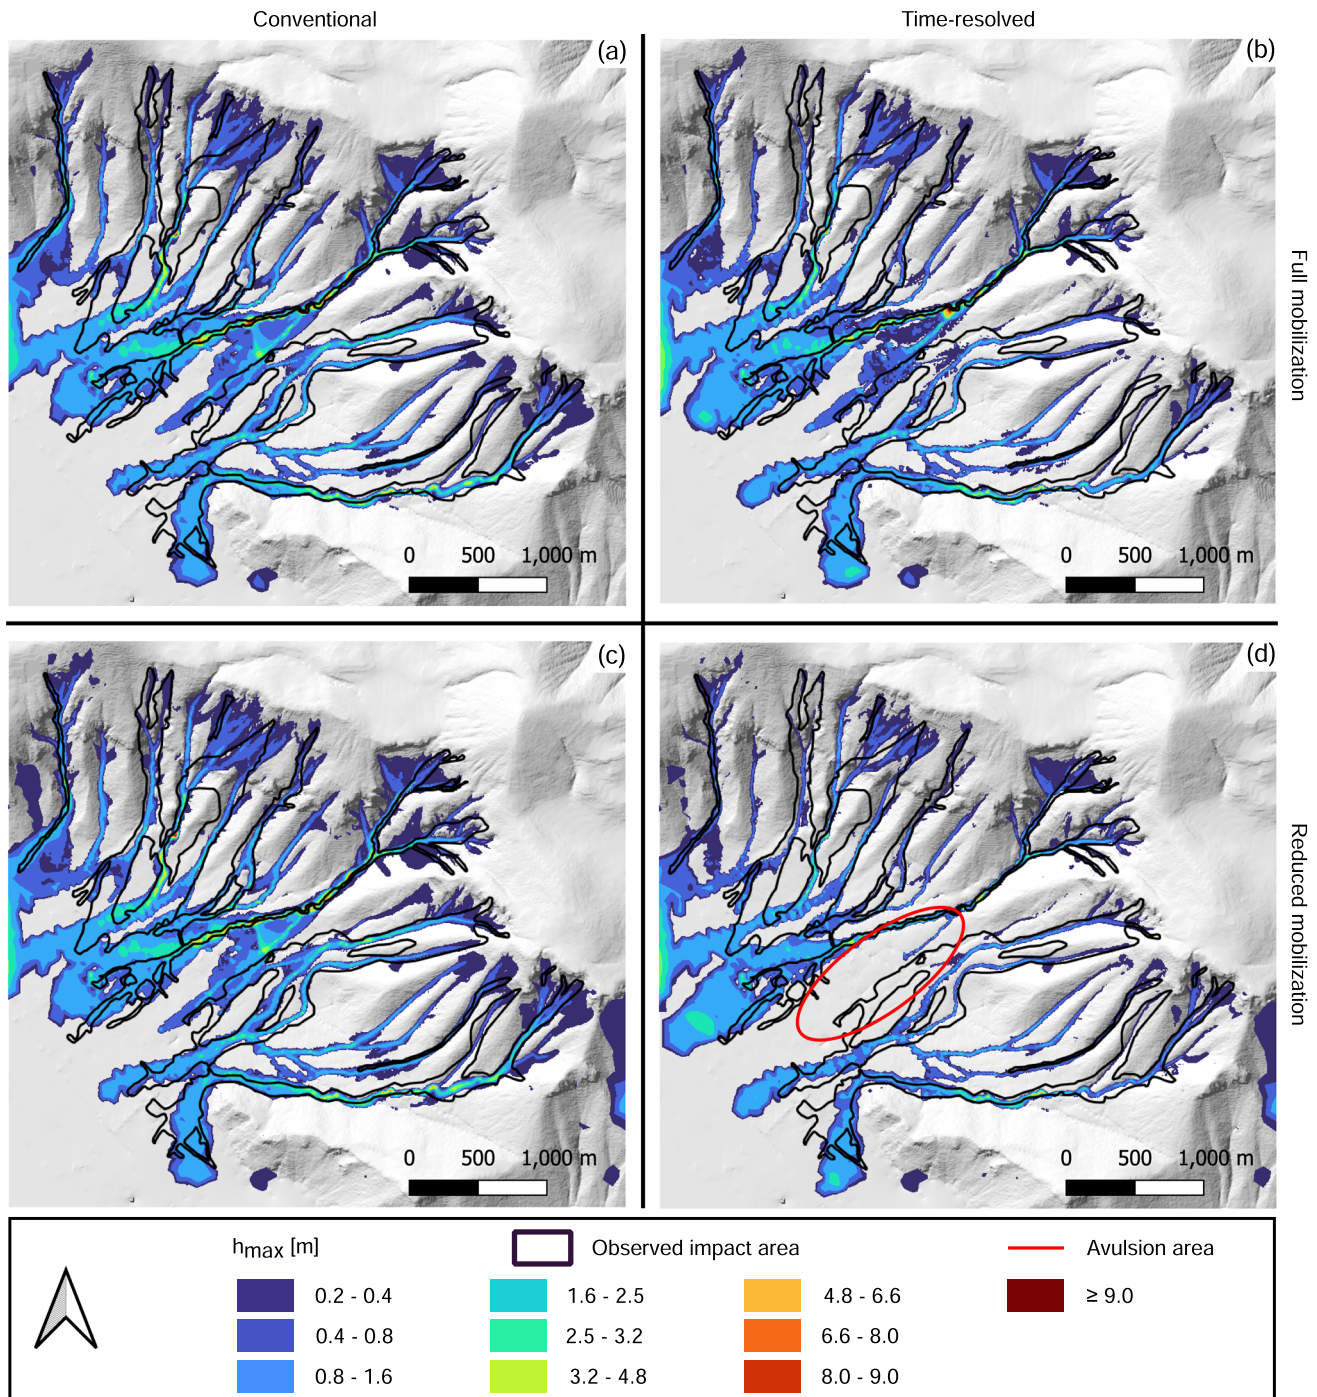 Conventional
Time-resolved
(a)
(b)
Full mobilization
0 500 1,000 m
0 500 1,000 m
(c)
(d)
Reduced mobilization
0 500 1,000 m
0 500 1,000 m
hmax [m]
Observed impact area
Avulsion area
0.2 - 0.4
1.6 - 2.5
4.8 - 6.6
≥ 9.0
0.4 - 0.8
2.5 - 3.2
6.6 - 8.0
0.8 - 1.6
3.2 - 4.8
8.0 - 9.0